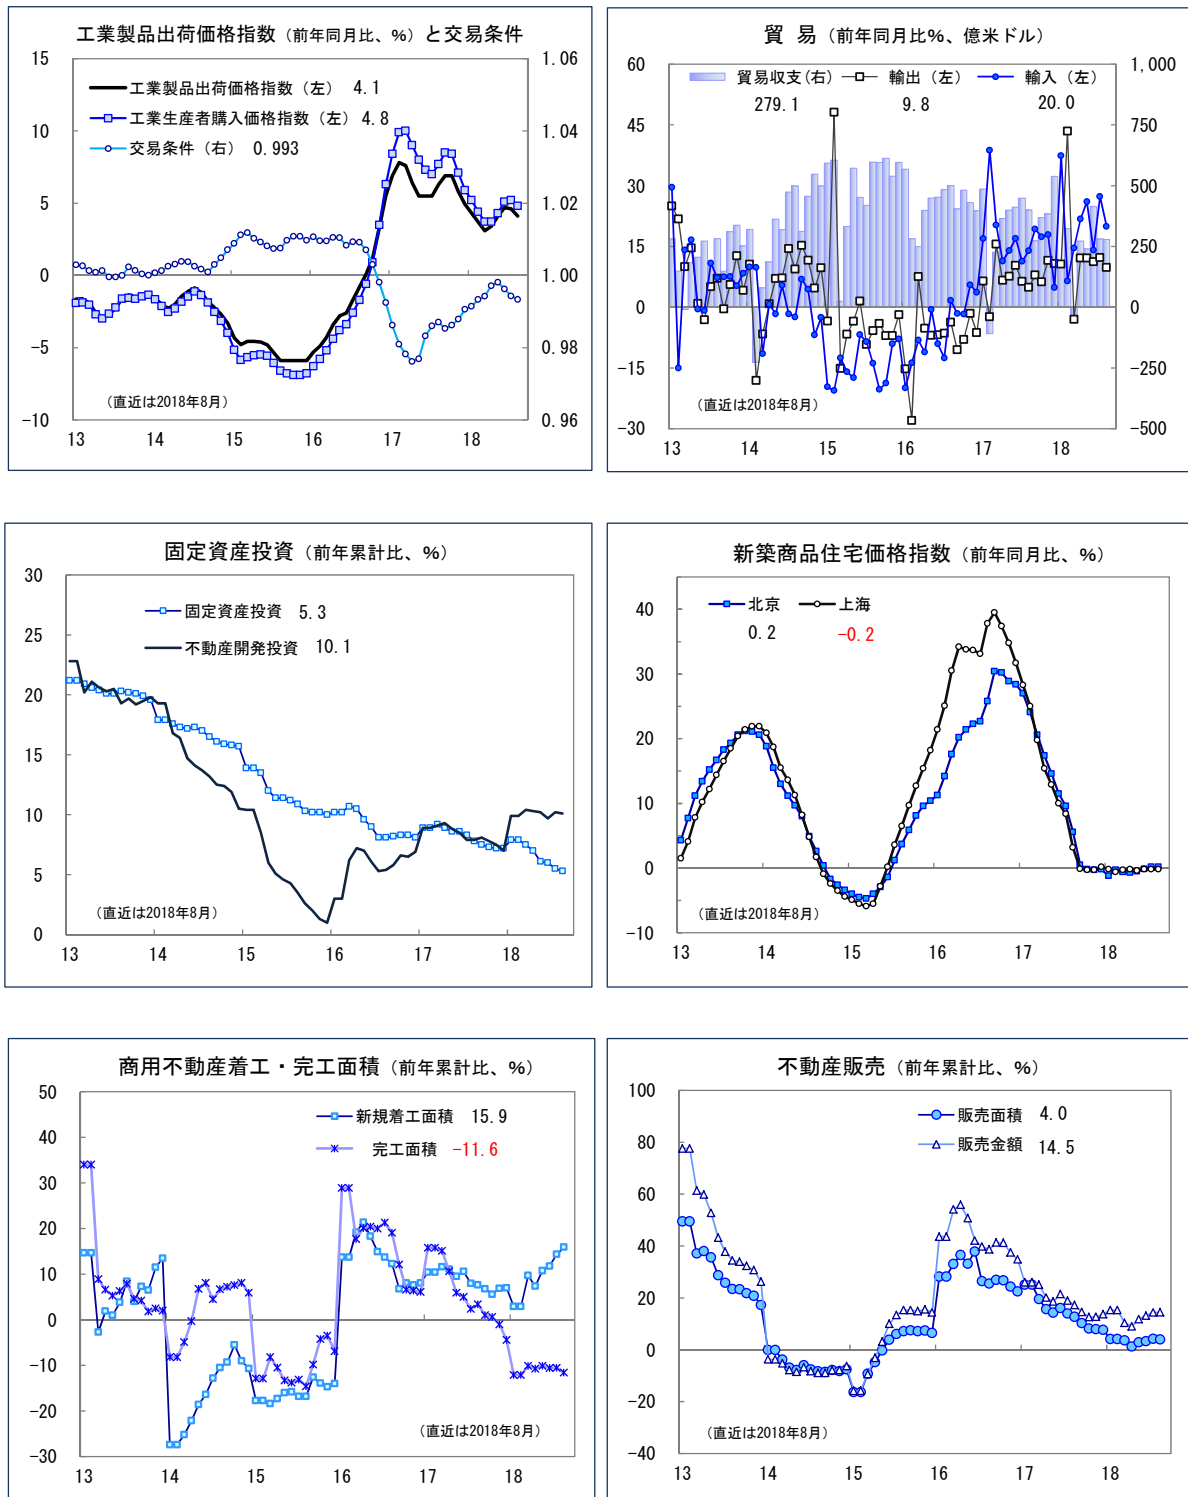 工業製品出荷価格指数（前年同月比、％）と交易条件
15
10
5
0
−5
−10
1.06
1.04
1.02
1.00
0.98
0.96
工業製品出荷価格指数（左） 4.1
工業生産者購入価格指数（左） 4.8
交易条件（右） 0.993
（直近は2018年8月）
13 14 15 16 17 18
貿 易（前年同月比％、億米ドル）
60
45
30
15
0
−15
−30
1,000
750
500
250
0
−250
−500
貿易収支(右) 輸出（左） 輸入（左）
279.1 9.8 20.0
（直近は2018年8月）
13 14 15 16 17 18
固定資産投資（前年累計比、％）
30
25
20
15
10
5
0
固定資産投資 5.3
不動産開発投資 10.1
（直近は2018年8月）
13 14 15 16 17 18
新築商品住宅価格指数（前年同月比、％）
40
30
20
10
0
−10
北京 上海
0.2 −0.2
（直近は2018年8月）
13 14 15 16 17 18
商用不動産着工・完工面積（前年累計比、％）
50
40
30
20
10
0
−10
−20
−30
新規着工面積 15.9
完工面積 −11.6
（直近は2018年8月）
13 14 15 16 17 18
不動産販売（前年累計比、％）
100
80
60
40
20
0
−20
−40
販売面積 4.0
販売金額 14.5
（直近は2018年8月）
13 14 15 16 17 18